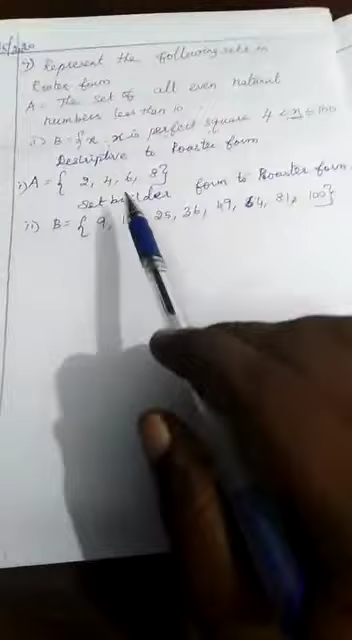 7) Represent the following sets in
Roster form
A = The set of all even natural
numbers less than 10
ii) B = { x : x is perfect square 4 < x ≤ 100
Descriptive to Roaster form
i) A = { 2, 4, 6, 8 }
Set builder form to Roaster form
ii) B = { 9, 1 25, 36, 49, 64, 81, 100 }